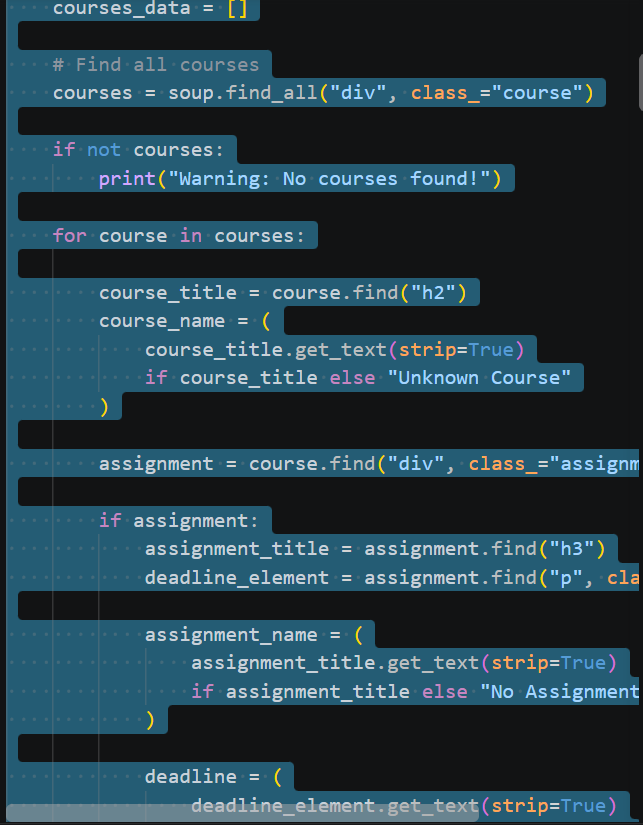 courses_data = []
# Find all courses
courses = soup.find_all("div", class_="course")
if not courses:
print("Warning: No courses found!")
for course in courses:
course_title = course.find("h2")
course_name = (
course_title.get_text(strip=True)
if course_title else "Unknown Course"
)
assignment = course.find("div", class_="assignm
if assignment:
assignment_title = assignment.find("h3")
deadline_element = assignment.find("p", cla
assignment_name = (
assignment_title.get_text(strip=True)
if assignment_title else "No Assignment
)
deadline = (
deadline_element.get_text(strip=True)